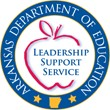 ARKANSAS DEPARTMENT OF EDUCATION
LEADERSHIP
SUPPORT
SERVICE